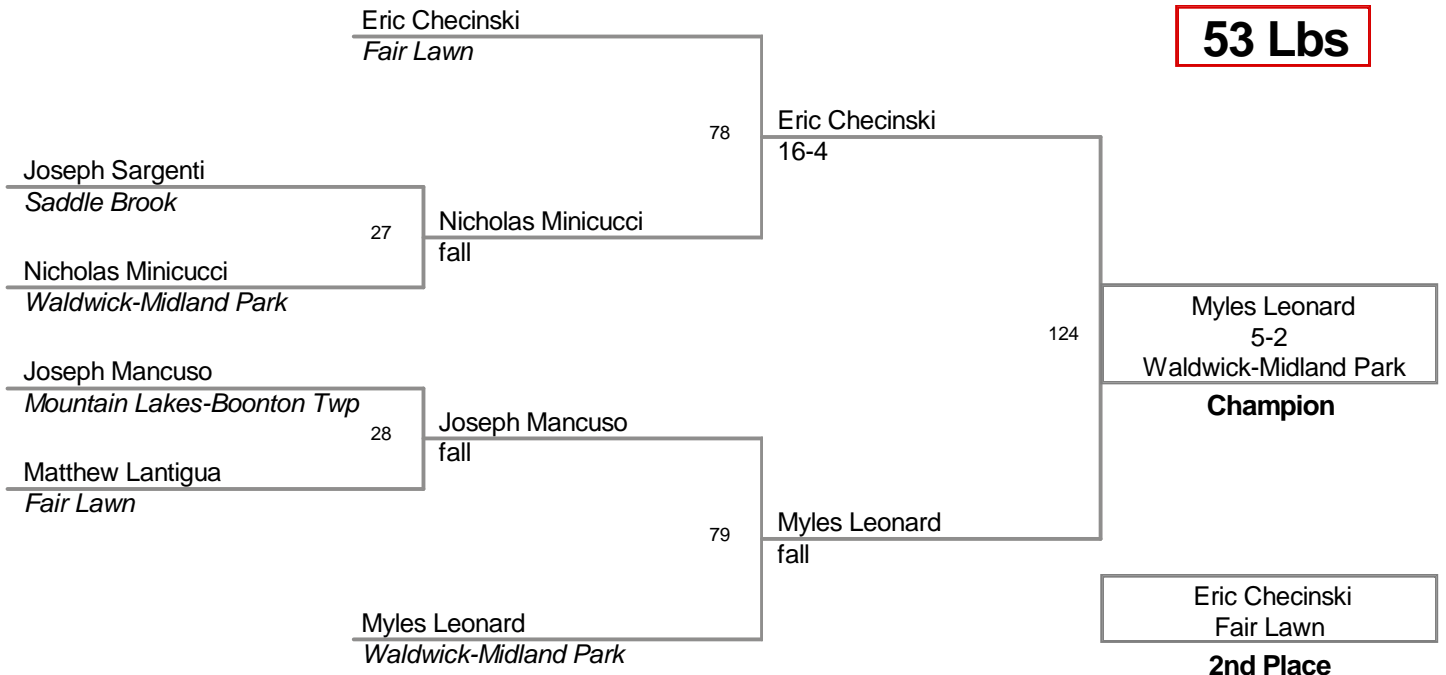 Eric Checinski
Fair Lawn
53 Lbs
78
Eric Checinski
16-4
Joseph Sargenti
Saddle Brook
27
Nicholas Minicucci
fall
Nicholas Minicucci
Waldwick-Midland Park
124
Myles Leonard
5-2
Waldwick-Midland Park
Champion
Joseph Mancuso
Mountain Lakes-Boonton Twp
28
Joseph Mancuso
fall
Matthew Lantigua
Fair Lawn
79
Myles Leonard
fall
Myles Leonard
Waldwick-Midland Park
Eric Checinski
Fair Lawn
2nd Place